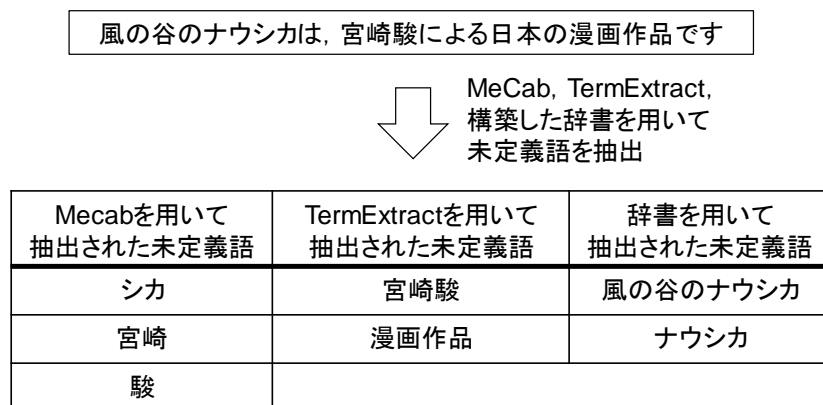 風の谷のナウシカは，宮崎駿による日本の漫画作品です
MeCab，TermExtract，
構築した辞書を用いて
未定義語を抽出
Mecabを用いて
抽出された未定義語
TermExtractを用いて
抽出された未定義語
辞書を用いて
抽出された未定義語
シカ
宮崎駿
風の谷のナウシカ
宮崎
漫画作品
ナウシカ
駿